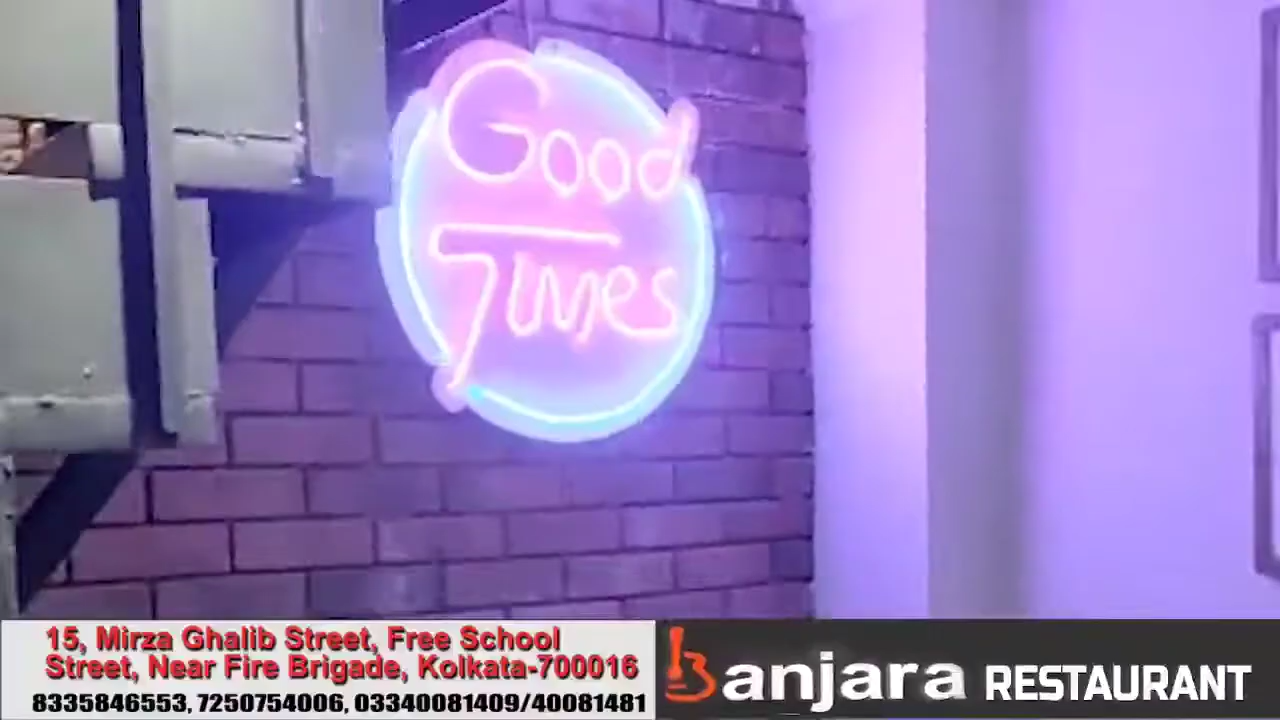 Good
Times
15, Mirza Ghalib Street, Free School
Street, Near Fire Brigade, Kolkata-700016
8335846553, 7250754006, 03340081409/40081481
Banjara RESTAURANT